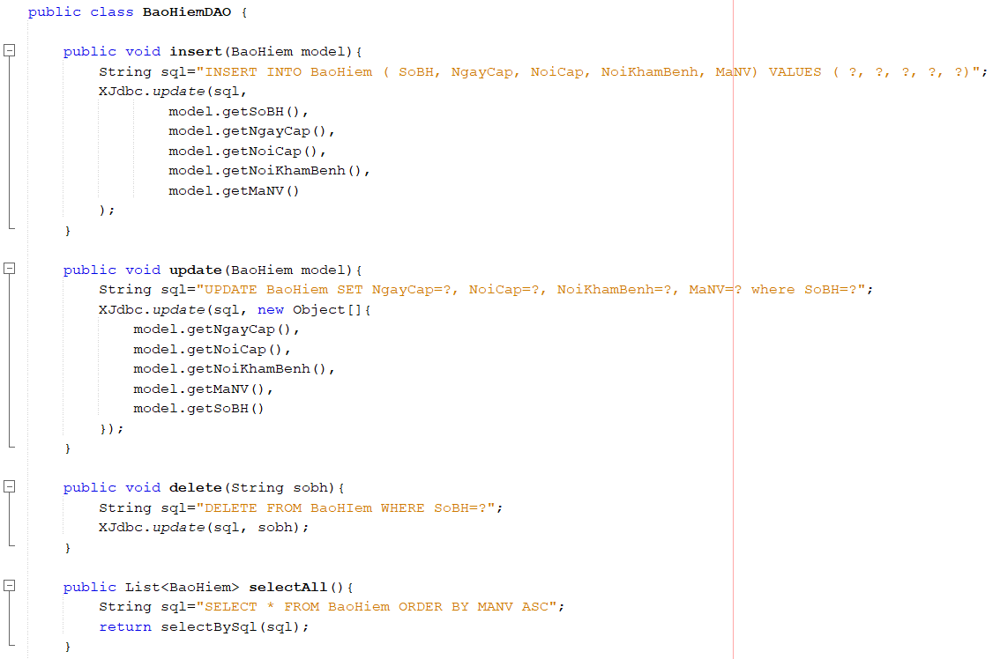 public class BaoHiemDAO {
public void insert(BaoHiem model){
String sql="INSERT INTO BaoHiem ( SoBH, NgayCap, NoiCap, NoiKhamBenh, MaNV) VALUES ( ?, ?, ?, ?, ?)";
XJdbc.update(sql,
model.getSoBH(),
model.getNgayCap(),
model.getNoiCap(),
model.getNoiKhamBenh(),
model.getMaNV()
);
}
public void update(BaoHiem model){
String sql="UPDATE BaoHiem SET NgayCap=?, NoiCap=?, NoiKhamBenh=?, MaNV=? where SoBH=?";
XJdbc.update(sql, new Object[]{
model.getNgayCap(),
model.getNoiCap(),
model.getNoiKhamBenh(),
model.getMaNV(),
model.getSoBH()
});
}
public void delete(String sobh){
String sql="DELETE FROM BaoHIem WHERE SoBH=?";
XJdbc.update(sql, sobh);
}
public List<BaoHiem> selectAll(){
String sql="SELECT * FROM BaoHiem ORDER BY MANV ASC";
return selectBySql(sql);
}